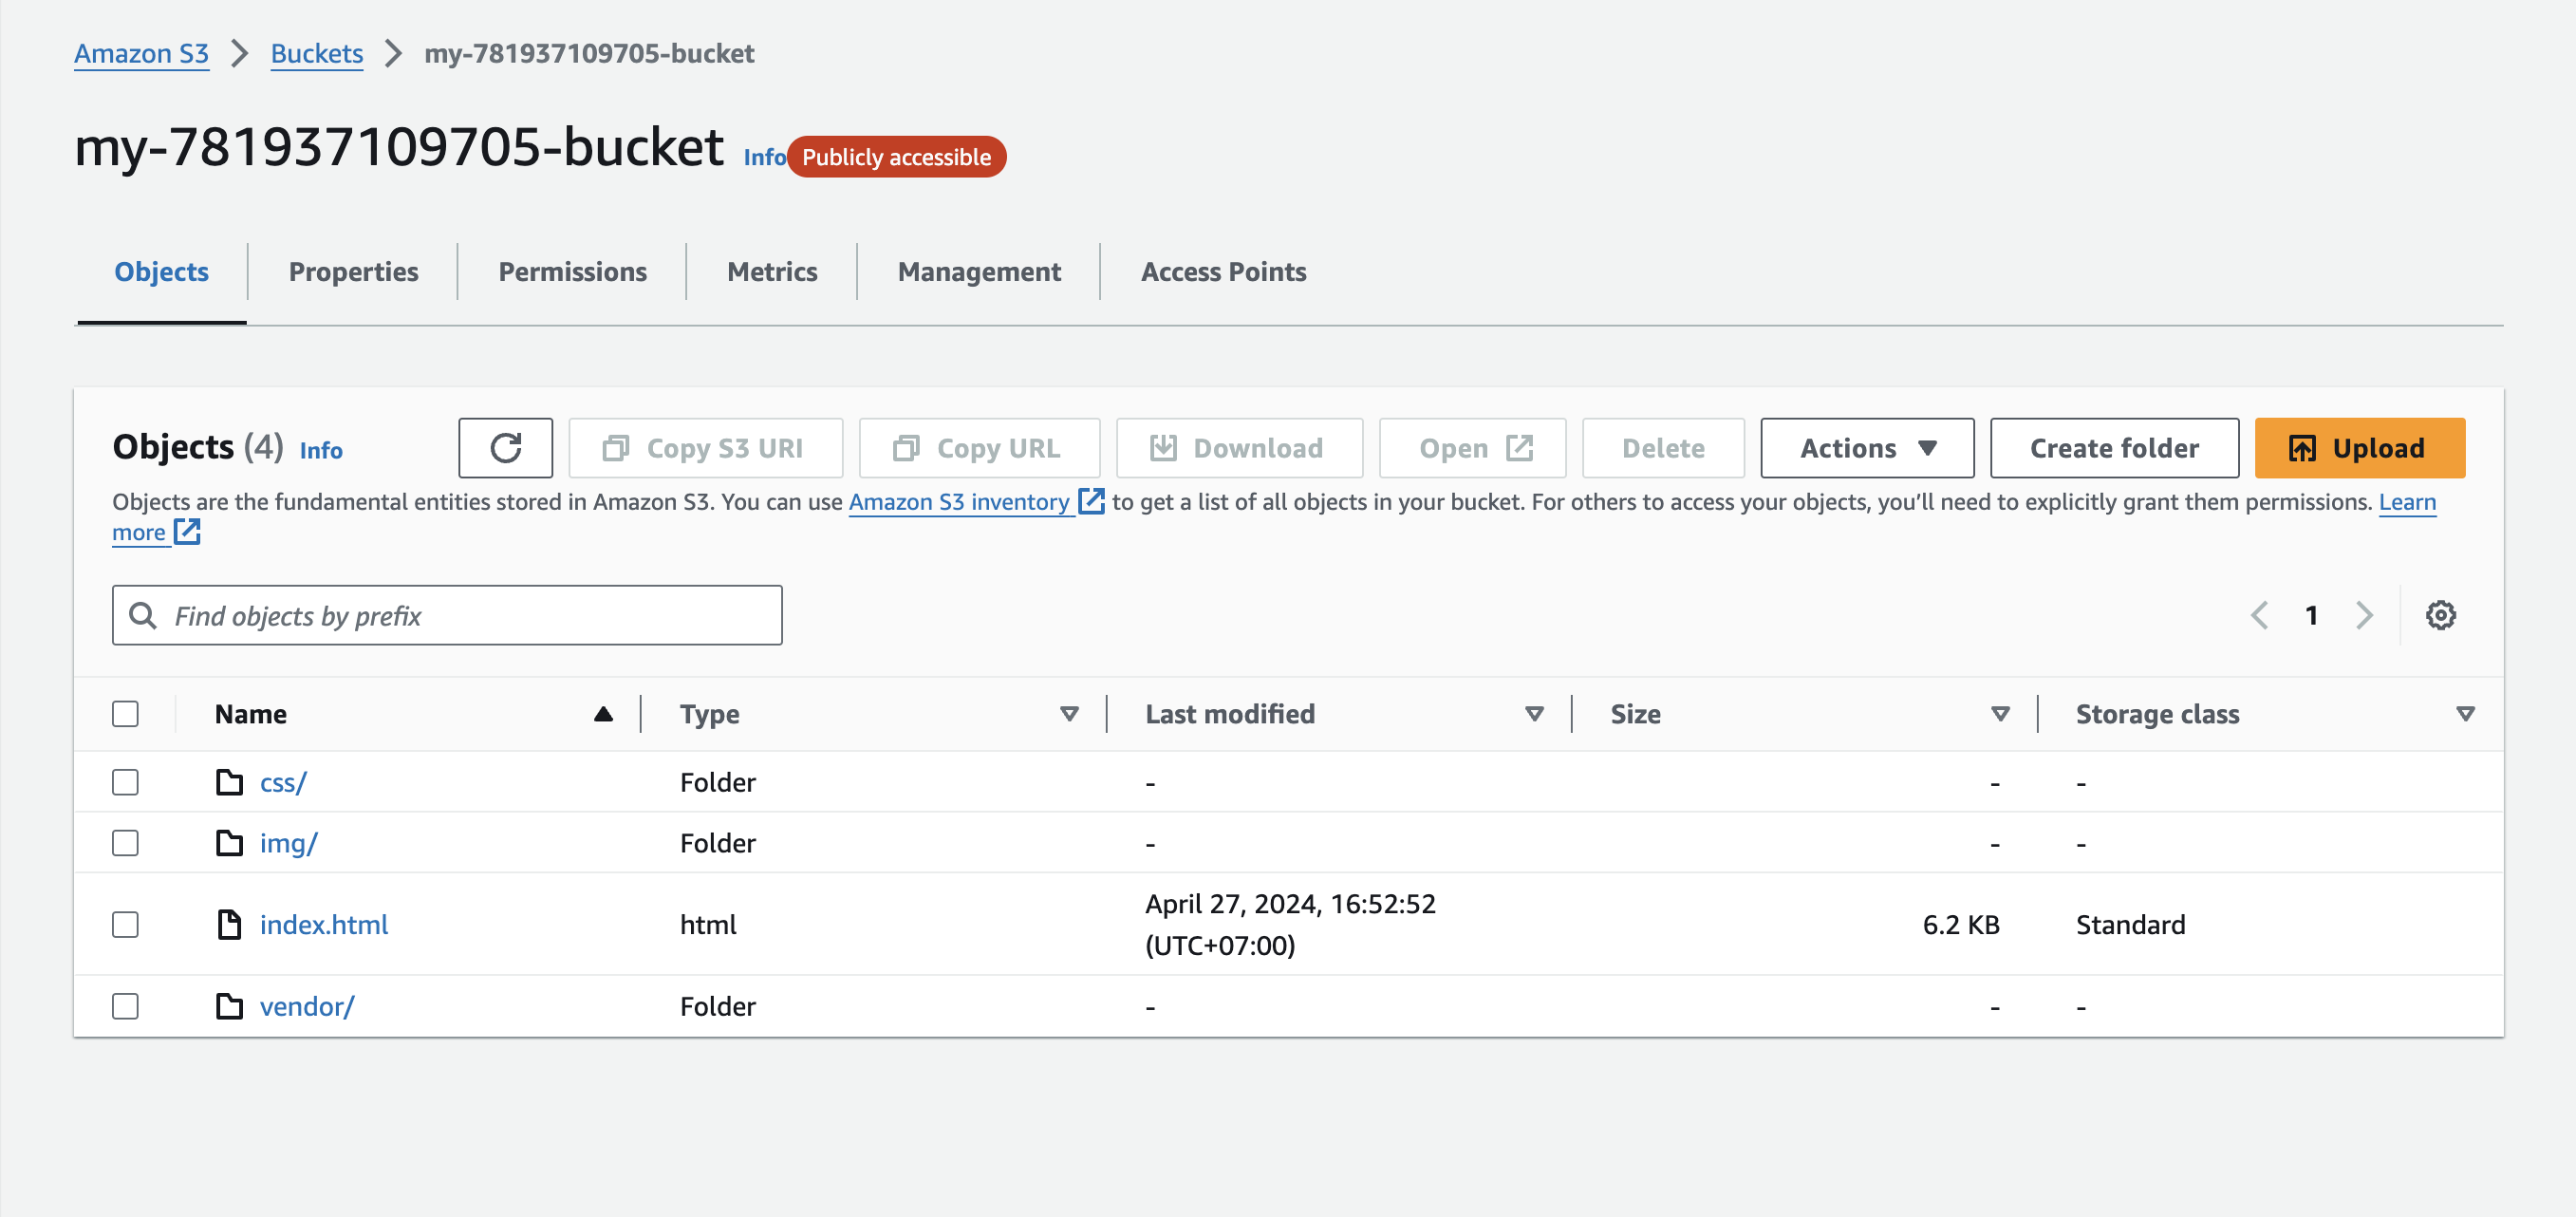 Amazon S3 > Buckets > my-781937109705-bucket
my-781937109705-bucket Info Publicly accessible
Objects Properties Permissions Metrics Management Access Points
Objects (4) Info Copy S3 URI Copy URL Download Open Delete Actions Create folder Upload
Objects are the fundamental entities stored in Amazon S3. You can use Amazon S3 inventory to get a list of all objects in your bucket. For others to access your objects, you’ll need to explicitly grant them permissions. Learn
more
Find objects by prefix 1
Name Type Last modified Size Storage class
css/ Folder - - -
img/ Folder - - -
index.html html April 27, 2024, 16:52:52 (UTC+07:00) 6.2 KB Standard
vendor/ Folder - - -